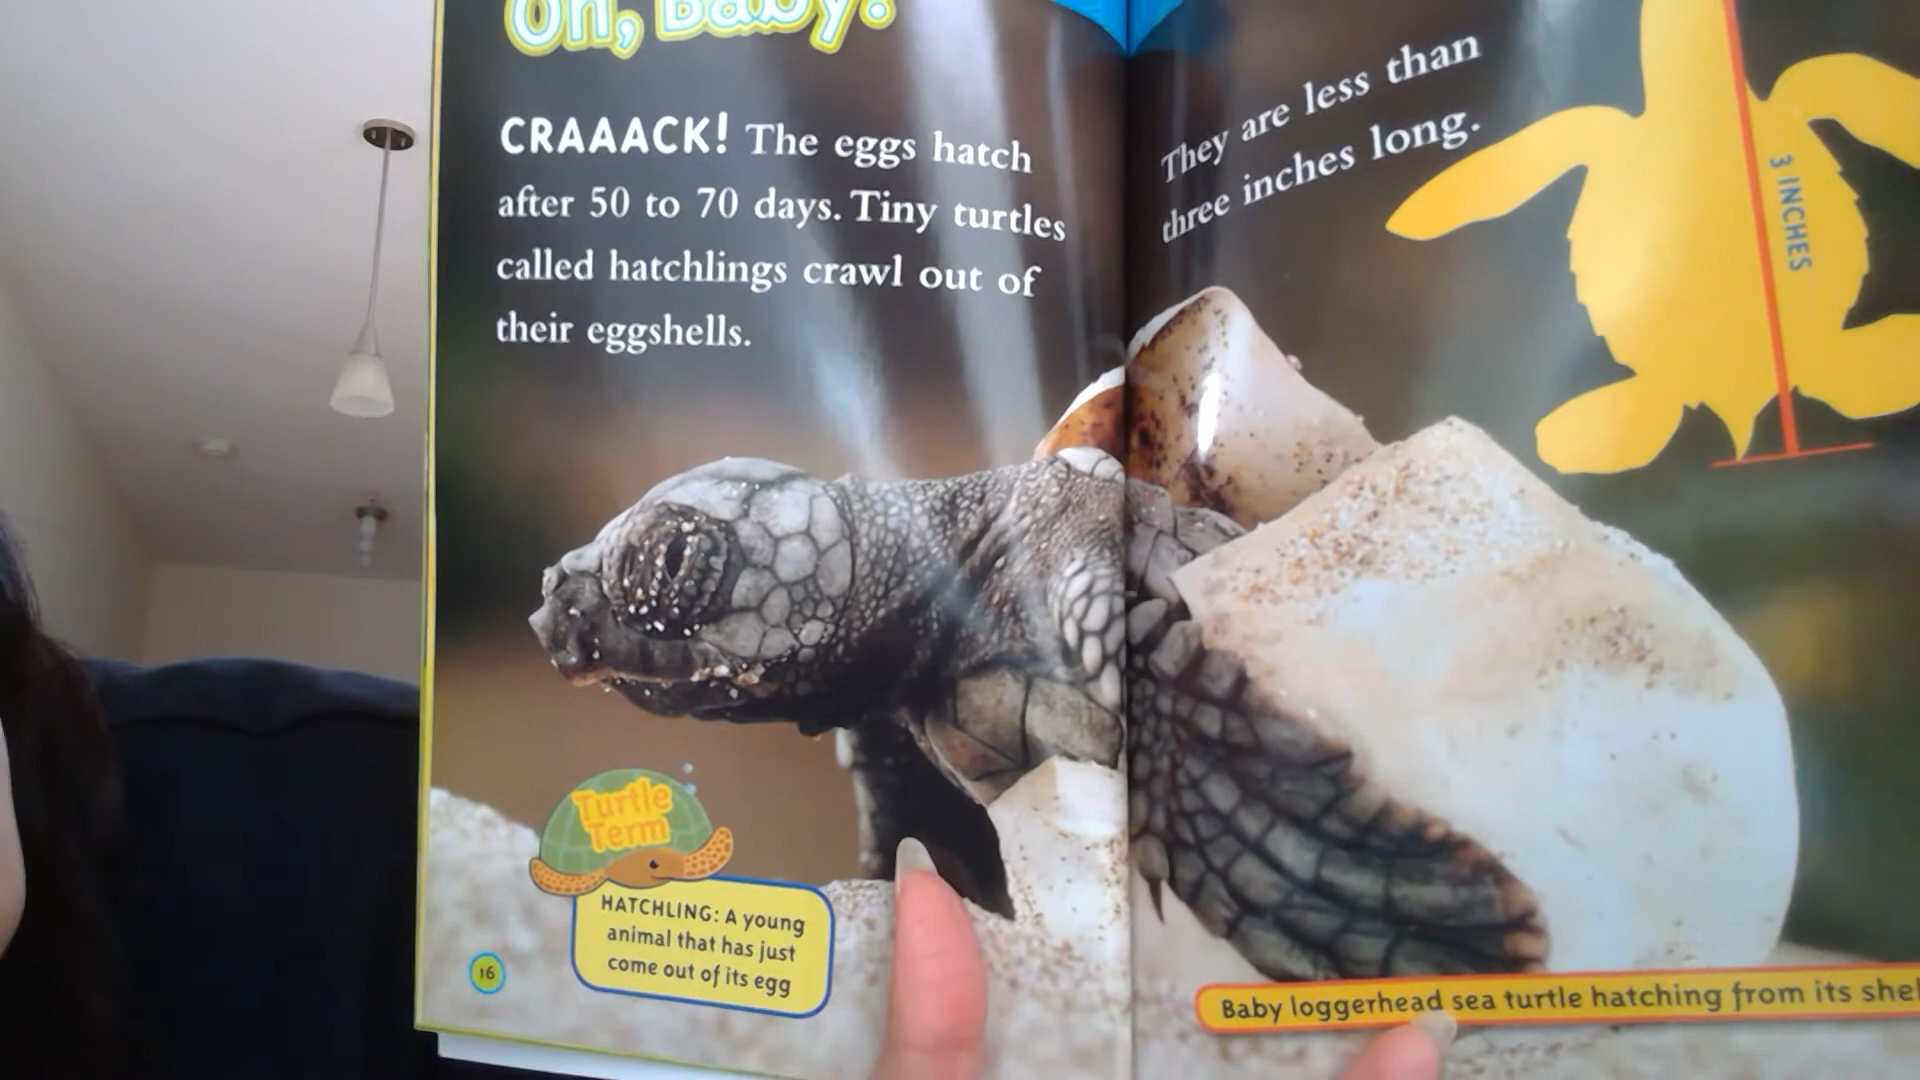 Oh, Baby!
CRAAACK! The eggs hatch
after 50 to 70 days. Tiny turtles
called hatchlings crawl out of
their eggshells.
They are less than
three inches long.
3 INCHES
Turtle
Term
HATCHLING: A young
animal that has just
come out of its egg
16
Baby loggerhead sea turtle hatching from its shel